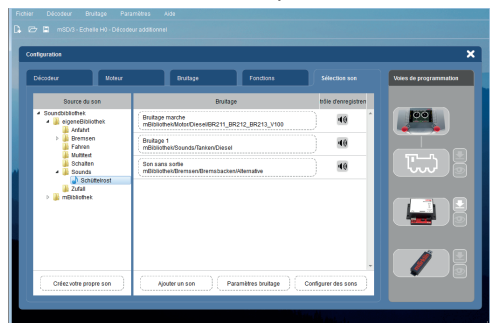 Fichier Décodeur Bruitage Paramètres Aide
mSD/3 - Echelle H0 - Décodeur additionnel
Configuration
Décodeur Moteur Bruitage Fonctions Sélection son
Voies de programmation
Source du son Bruitage trôle d'enregistren
Soundbibliothek
eigeneBibliothek
Anfahrt
Bremsen
Fahren
Multitext
Schalten
Sounds
Schüttelrost
Zufall
mBibliothek
Bruitage marche
mBibliothek/Motor/Diesel/BR211_BR212_BR213_V100
Bruitage 1
mBibliothek/Sounds/Tanken/Diesel
Son sans sortie
mBibliothek/Bremsen/Bremsbacken/Alternative
Créez votre propre son Ajouter un son Paramètres bruitage Configurer des sons